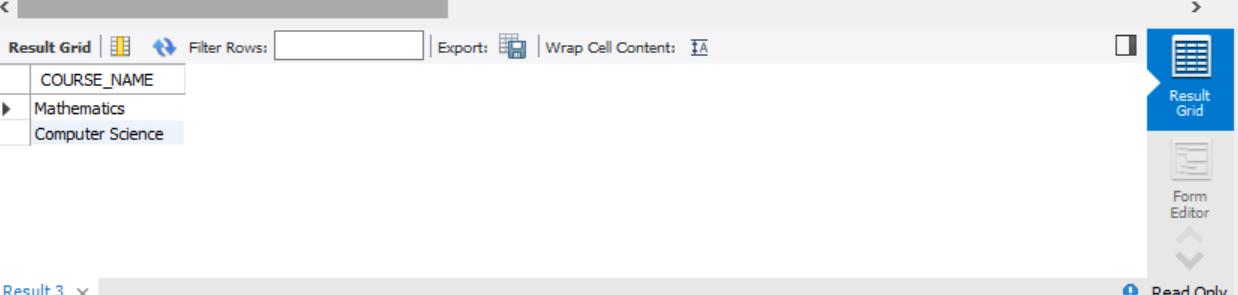 Result Grid Filter Rows: Export: Wrap Cell Content:
COURSE_NAME
Mathematics
Computer Science
Result
Grid
Form
Editor
Result 3
Read Only